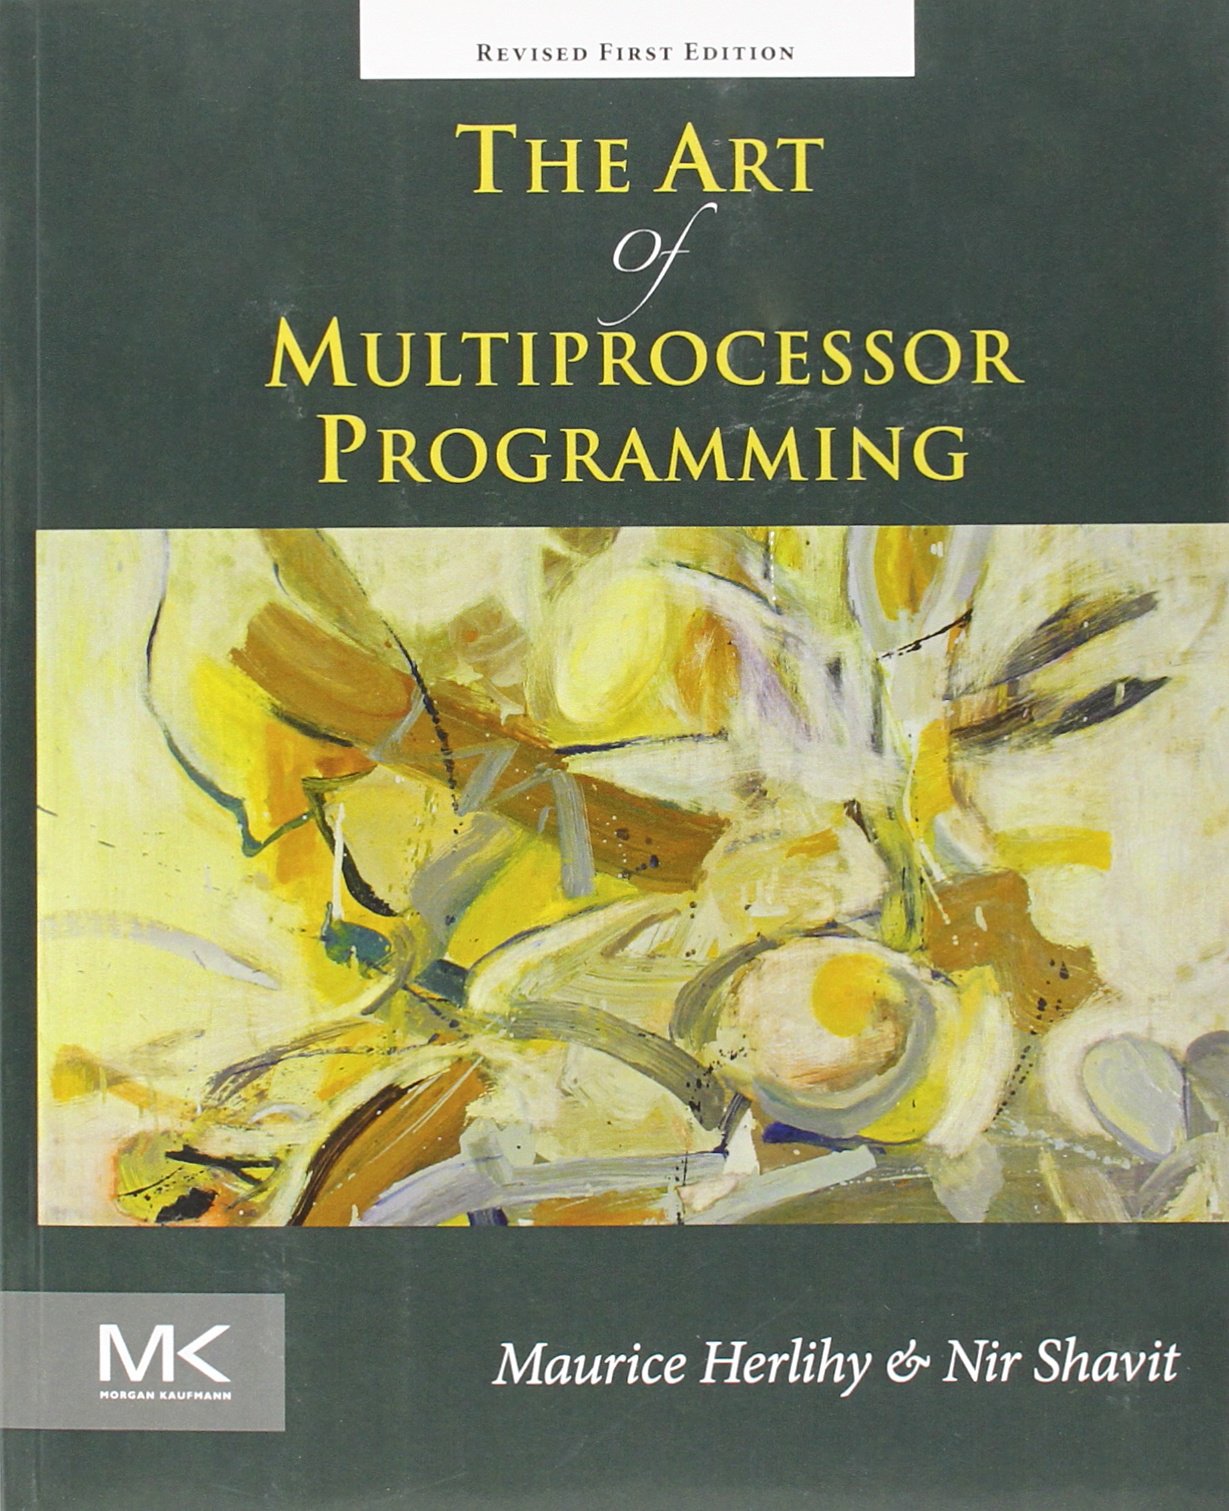 REVISED FIRST EDITION
THE ART
of
MULTIPROCESSOR
PROGRAMMING
MK
MORGAN KAUFMANN
Maurice Herlihy & Nir Shavit